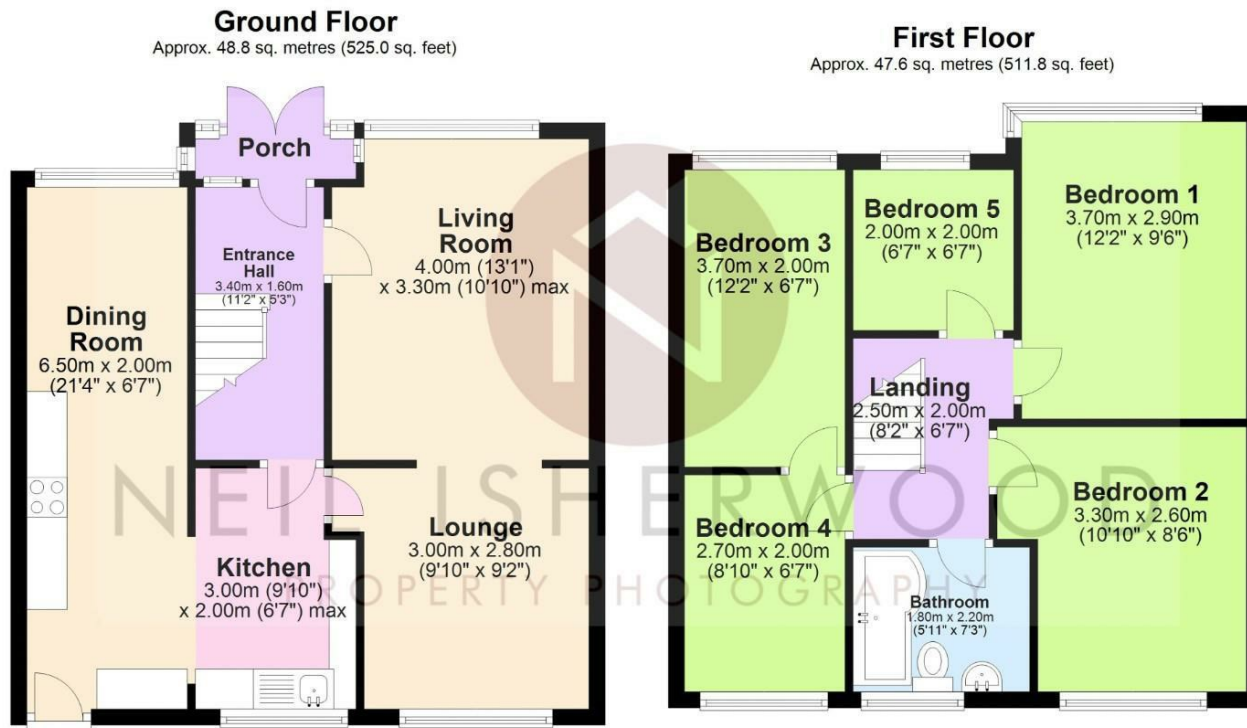 Ground Floor
Approx. 48.8 sq. metres (525.0 sq. feet)
Porch
Living
Room
4.00m (13'1")
x 3.30m (10'10") max
Entrance
Hall
3.40m x 1.60m
(11'2" x 5'3")
Dining
Room
6.50m x 2.00m
(21'4" x 6'7")
Lounge
3.00m x 2.80m
(9'10" x 9'2")
Kitchen
3.00m (9'10")
x 2.00m (6'7") max
First Floor
Approx. 47.6 sq. metres (511.8 sq. feet)
Bedroom 1
3.70m x 2.90m
(12'2" x 9'6")
Bedroom 5
2.00m x 2.00m
(6'7" x 6'7")
Bedroom 3
3.70m x 2.00m
(12'2" x 6'7")
Landing
2.50m x 2.00m
(8'2" x 6'7")
Bedroom 2
3.30m x 2.60m
(10'10" x 8'6")
Bedroom 4
2.70m x 2.00m
(8'10" x 6'7")
Bathroom
1.80m x 2.20m
(5'11" x 7'3")
NEIL ISHERWOOD
PROPERTY PHOTOGRAPHY